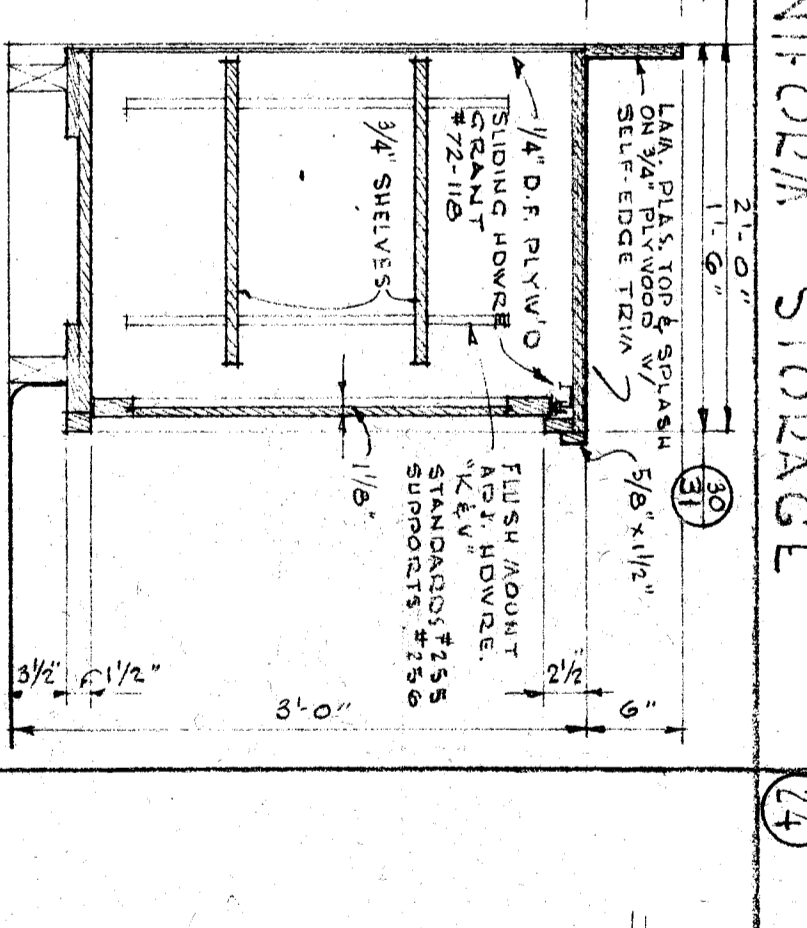 STORAGE
2'-0"
1'-6"
30
31
LAM. PLAS. TOP & SPLASH
ON 3/4" PLYWOOD W/
SELF-EDGE TRIM
5/8" x 1 1/2"
1/4" D.F. PLYW'D
SLIDING HDWRE
GRANT
#72-118
3/4" SHELVES
FLUSH MOUNT
ADJ. HDWRE.
"K & V"
STANDARDS #255
SUPPORTS #256
1 1/8"
3 1/2"
1 1/2"
2 1/2"
3'-0"
6"
24